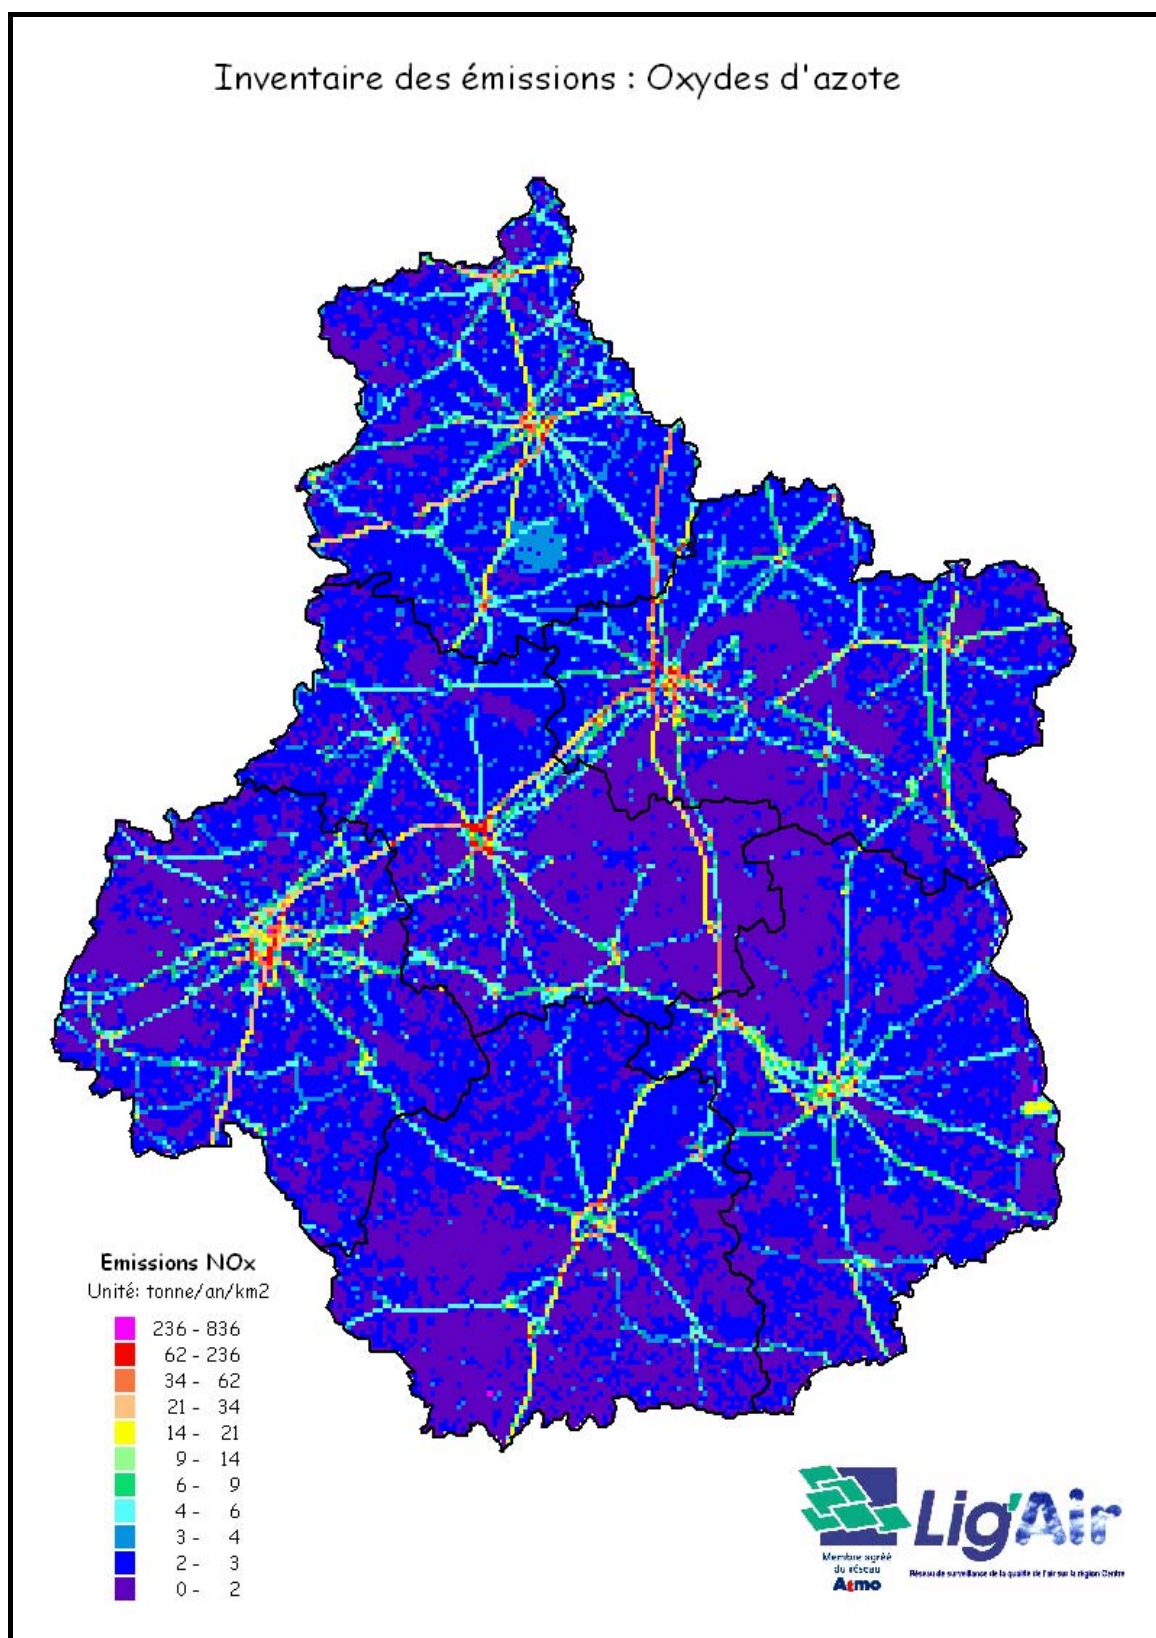 Inventaire des émissions : Oxydes d'azote
Emissions NOx
Unité: tonne/an/km2
236 - 836
62 - 236
34 - 62
21 - 34
14 - 21
9 - 14
6 - 9
4 - 6
3 - 4
2 - 3
0 - 2
Lig'Air
Membre agréé
du réseau
Atmo
Réseau de surveillance de la qualité de l'air sur la région Centre